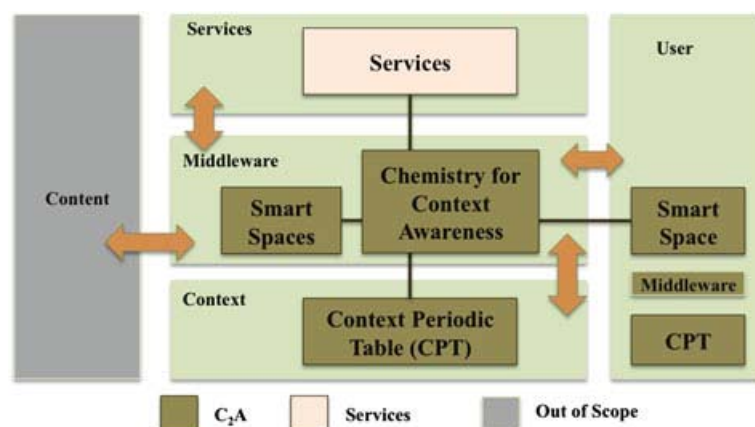 Services
Services
User
Middleware
Chemistry for
Context
Awareness
Content
Smart
Spaces
Smart
Space
Middleware
Context
Context Periodic
Table (CPT)
CPT
C₂A
Services
Out of Scope